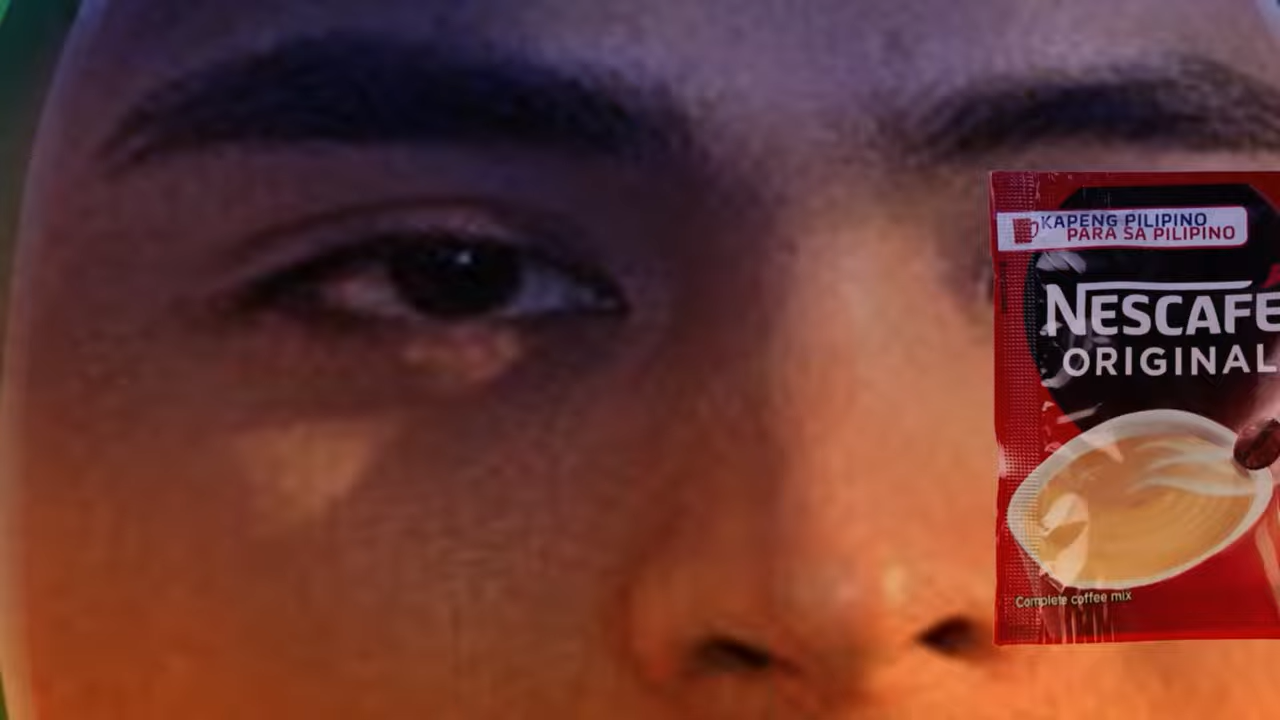 KAPENG PILIPINO
PARA SA PILIPINO
NESCAFE
ORIGINAL
Complete coffee mix